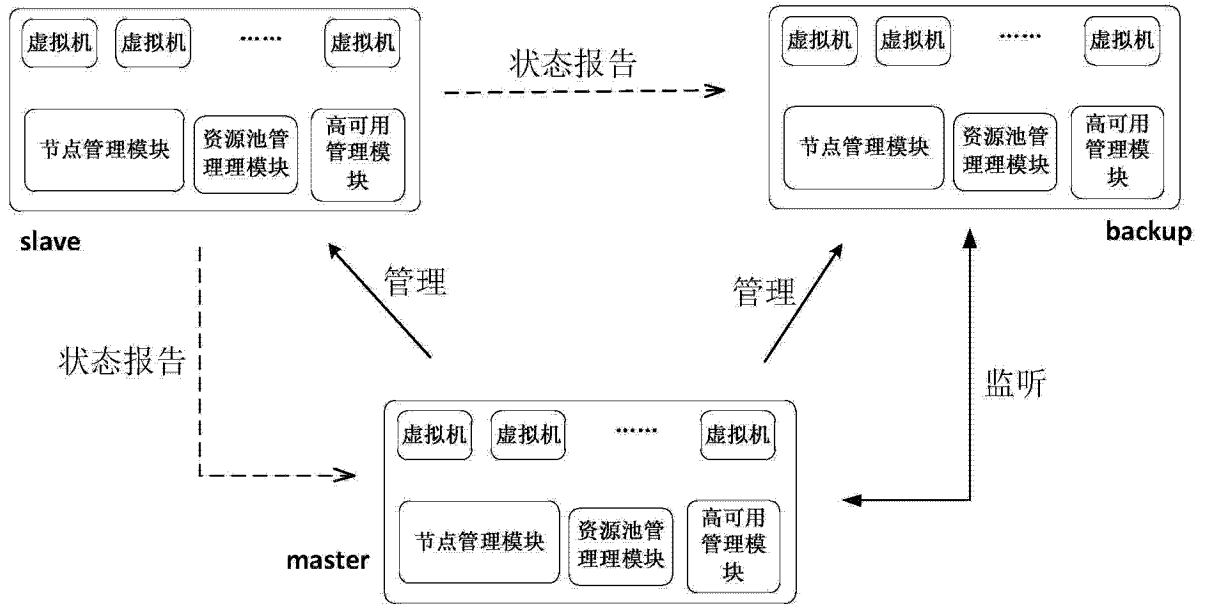 虚拟机 虚拟机 …… 虚拟机
节点管理模块
资源池管
理理模块
高可用
管理模
块
slave
状态报告
虚拟机 虚拟机 …… 虚拟机
节点管理模块
资源池管
理理模块
高可用
管理模
块
backup
管理
管理
状态报告
监听
虚拟机 虚拟机 …… 虚拟机
节点管理模块
资源池管
理理模块
高可用
管理模
块
master